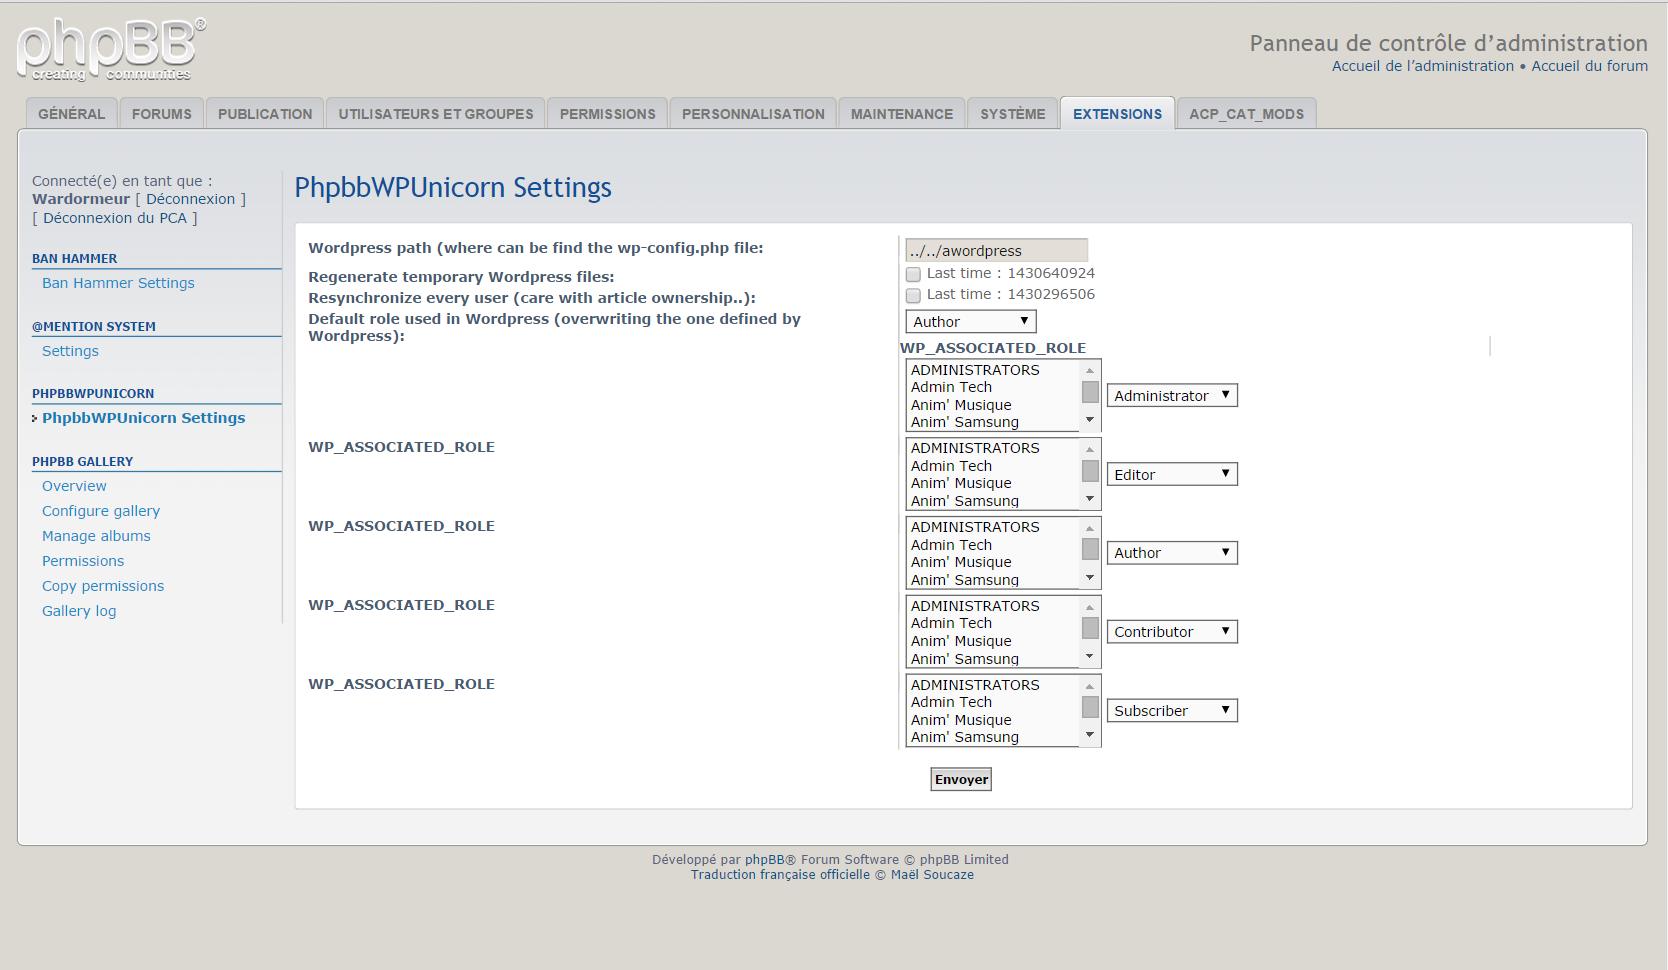 phpBB®
creating communities
Panneau de contrôle d’administration
Accueil de l’administration • Accueil du forum
GÉNÉRAL FORUMS PUBLICATION UTILISATEURS ET GROUPES PERMISSIONS PERSONNALISATION MAINTENANCE SYSTÈME EXTENSIONS ACP_CAT_MODS
Connecté(e) en tant que :
Wardormeur [ Déconnexion ]
[ Déconnexion du PCA ]
BAN HAMMER
Ban Hammer Settings
@MENTION SYSTEM
Settings
PHPBBWPUNICORN
PhpbbWPUnicorn Settings
PHPBB GALLERY
Overview
Configure gallery
Manage albums
Permissions
Copy permissions
Gallery log
PhpbbWPUnicorn Settings
Wordpress path (where can be find the wp-config.php file:
../../awordpress
Regenerate temporary Wordpress files:
Last time : 1430640924
Resynchronize every user (care with article ownership..):
Last time : 1430296506
Default role used in Wordpress (overwriting the one defined by
Wordpress):
Author
WP_ASSOCIATED_ROLE
ADMINISTRATORS
Admin Tech
Anim' Musique
Anim' Samsung
Administrator
WP_ASSOCIATED_ROLE
ADMINISTRATORS
Admin Tech
Anim' Musique
Anim' Samsung
Editor
WP_ASSOCIATED_ROLE
ADMINISTRATORS
Admin Tech
Anim' Musique
Anim' Samsung
Author
WP_ASSOCIATED_ROLE
ADMINISTRATORS
Admin Tech
Anim' Musique
Anim' Samsung
Contributor
WP_ASSOCIATED_ROLE
ADMINISTRATORS
Admin Tech
Anim' Musique
Anim' Samsung
Subscriber
Envoyer
Développé par phpBB® Forum Software © phpBB Limited
Traduction française officielle © Maël Soucaze